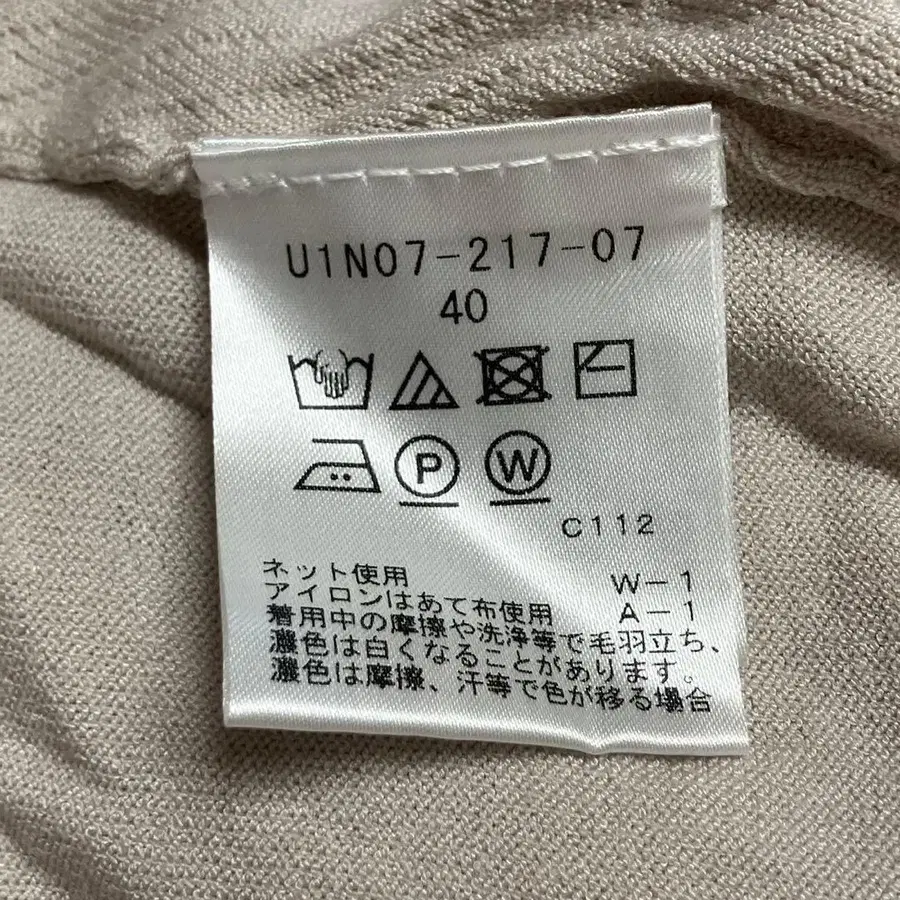 U1N07-217-07
40
P W
C112
ネット使用 W-1
アイロンはあて布使用 A-1
着用中の摩擦や洗浄等で毛羽立ち、
濃色は白くなることがあります。
濃色は摩擦、汗等で色が移る場合